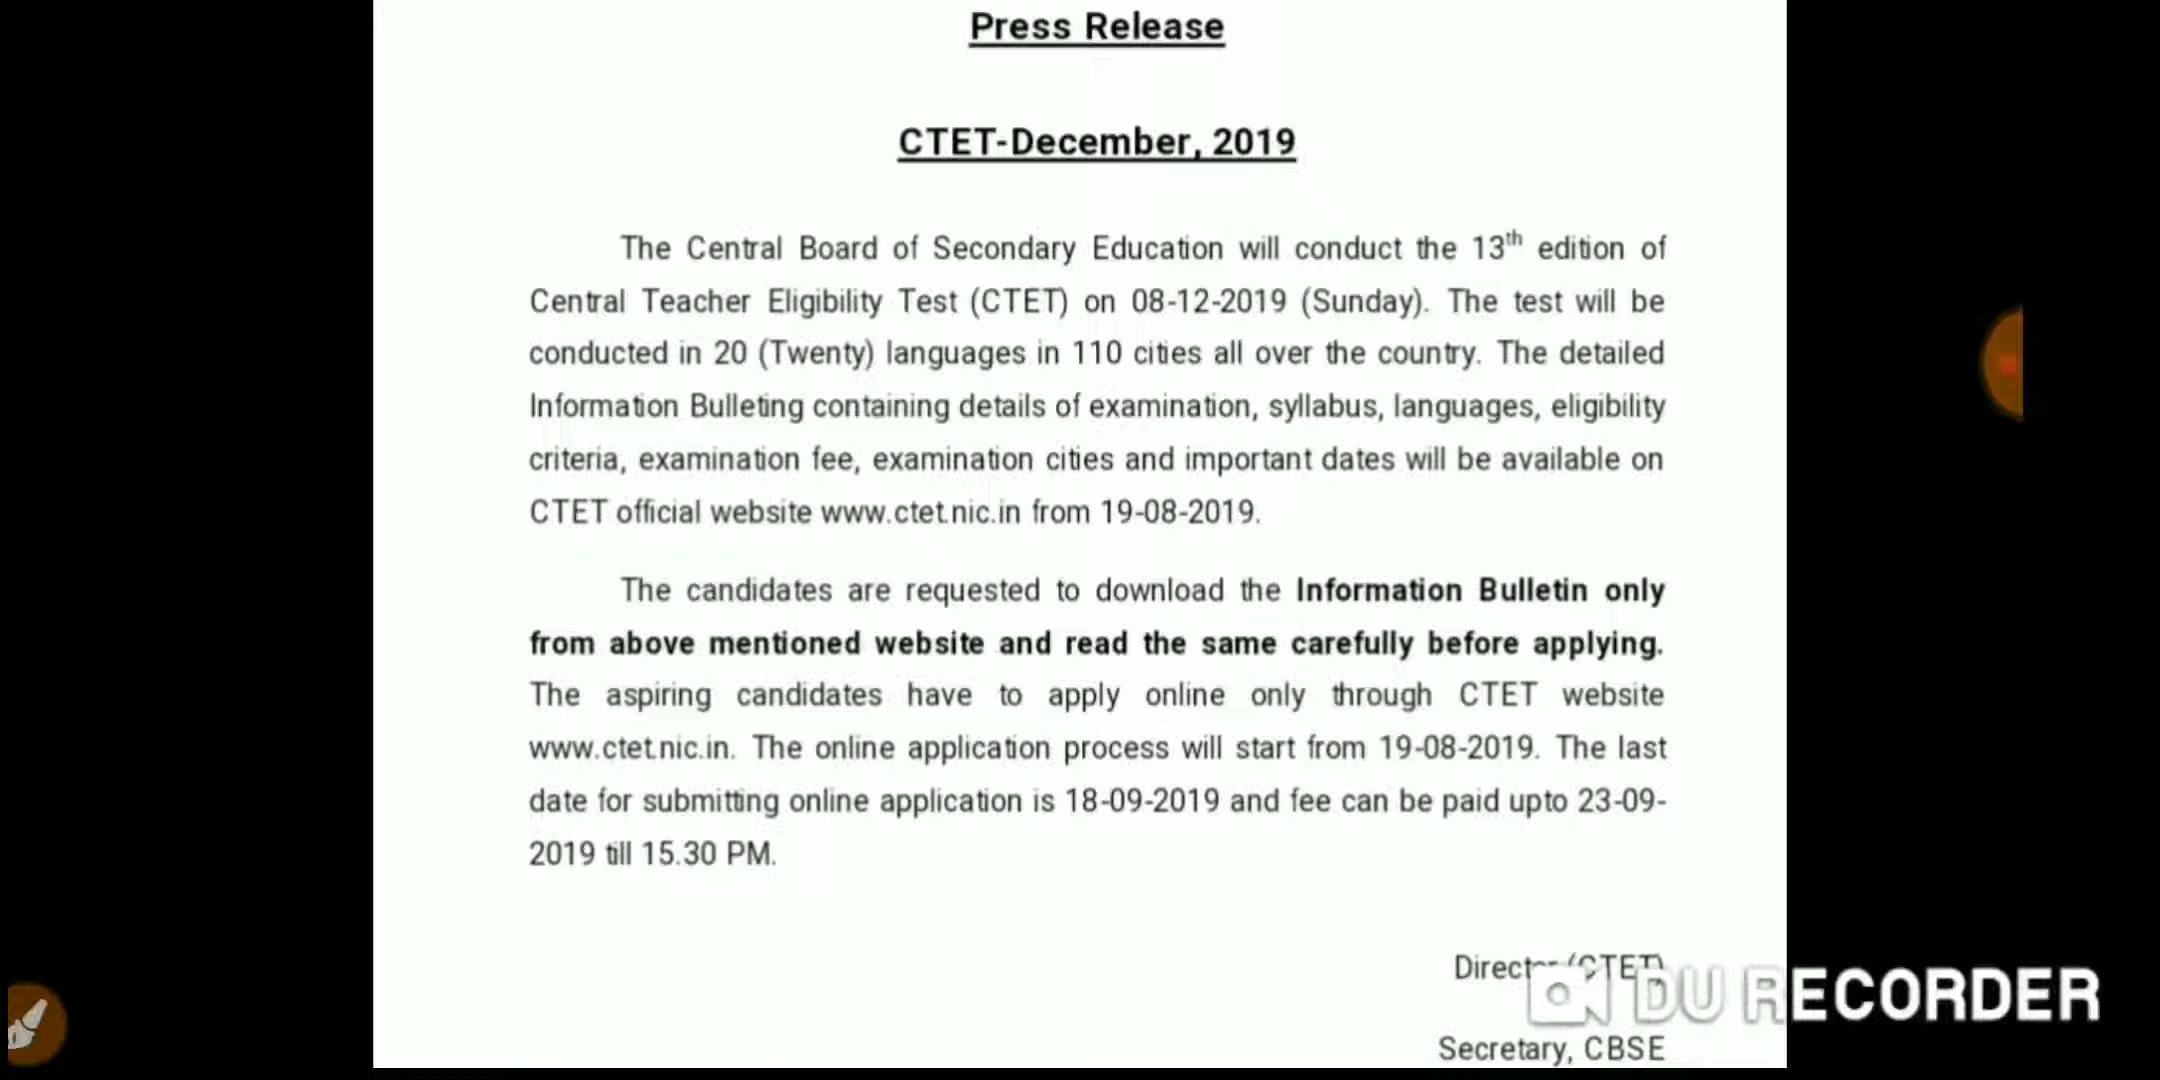 Press Release
CTET-December, 2019
The Central Board of Secondary Education will conduct the 13th edition of
Central Teacher Eligibility Test (CTET) on 08-12-2019 (Sunday). The test will be
conducted in 20 (Twenty) languages in 110 cities all over the country. The detailed
Information Bulleting containing details of examination, syllabus, languages, eligibility
criteria, examination fee, examination cities and important dates will be available on
CTET official website www.ctet.nic.in from 19-08-2019.
The candidates are requested to download the Information Bulletin only
from above mentioned website and read the same carefully before applying.
The aspiring candidates have to apply online only through CTET website
www.ctet.nic.in. The online application process will start from 19-08-2019. The last
date for submitting online application is 18-09-2019 and fee can be paid upto 23-09-
2019 till 15.30 PM.
Director (CTET)
DU RECORDER
Secretary, CBSE